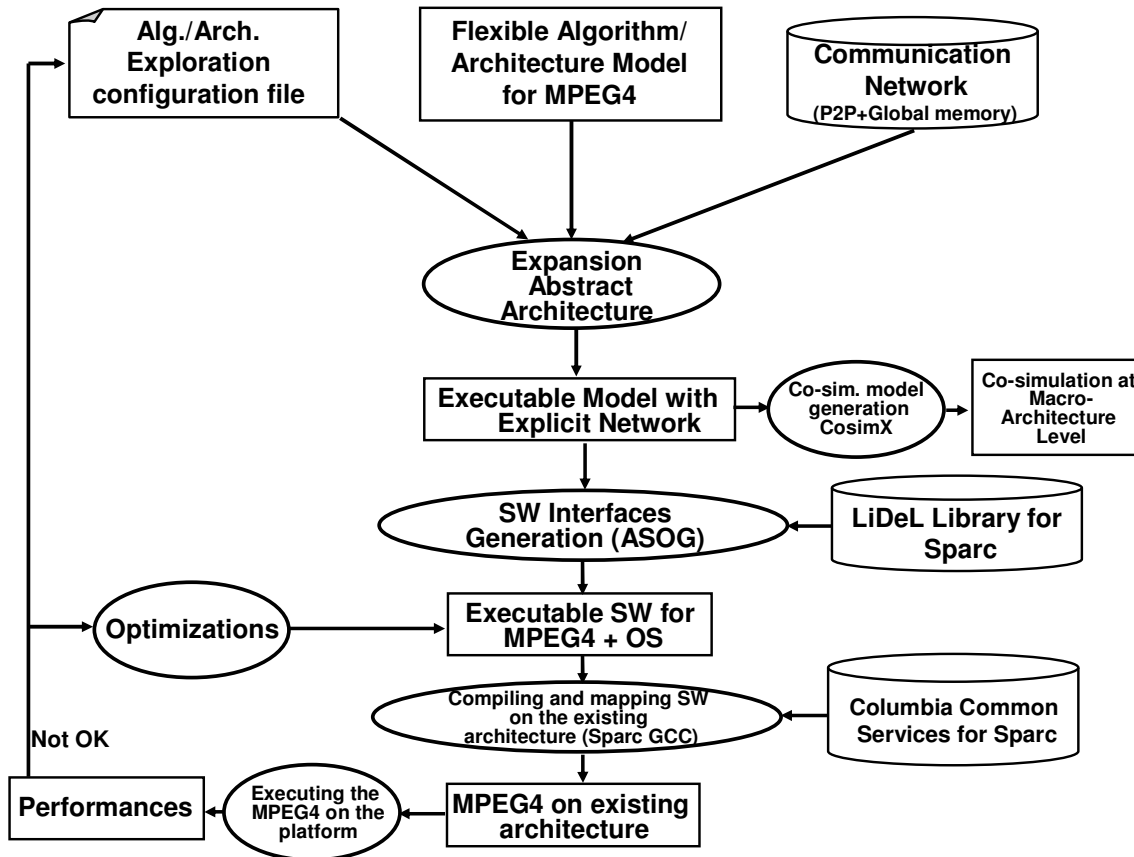 Alg./Arch.
Exploration
configuration file
Flexible Algorithm/
Architecture Model
for MPEG4
Communication
Network
(P2P+Global memory)
Expansion
Abstract
Architecture
Executable Model with
Explicit Network
Co-sim. model
generation
CosimX
Co-simulation at
Macro-
Architecture
Level
SW Interfaces
Generation (ASOG)
LiDeL Library for
Sparc
Optimizations
Executable SW for
MPEG4 + OS
Compiling and mapping SW
on the existing
architecture (Sparc GCC)
Columbia Common
Services for Sparc
Not OK
Performances
Executing the
MPEG4 on the
platform
MPEG4 on existing
architecture